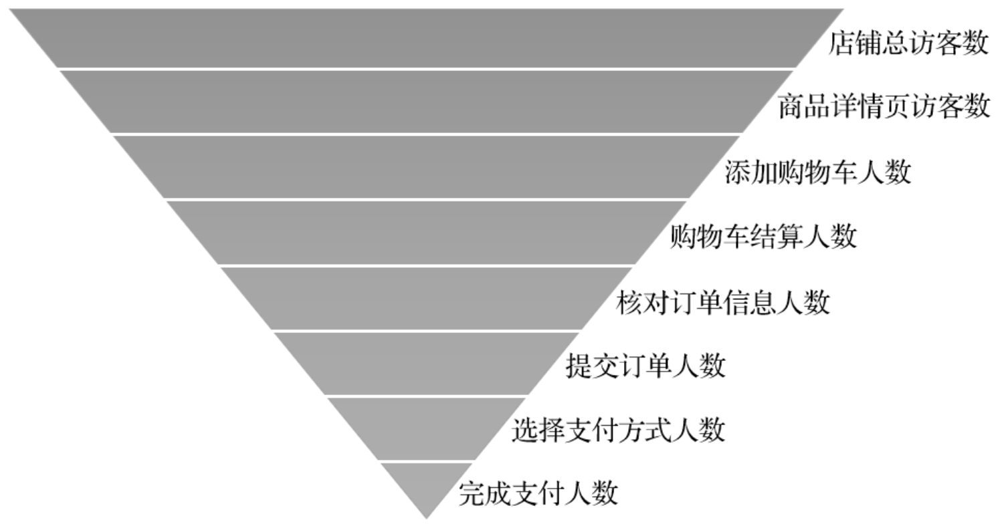 店铺总访客数
商品详情页访客数
添加购物车人数
购物车结算人数
核对订单信息人数
提交订单人数
选择支付方式人数
完成支付人数